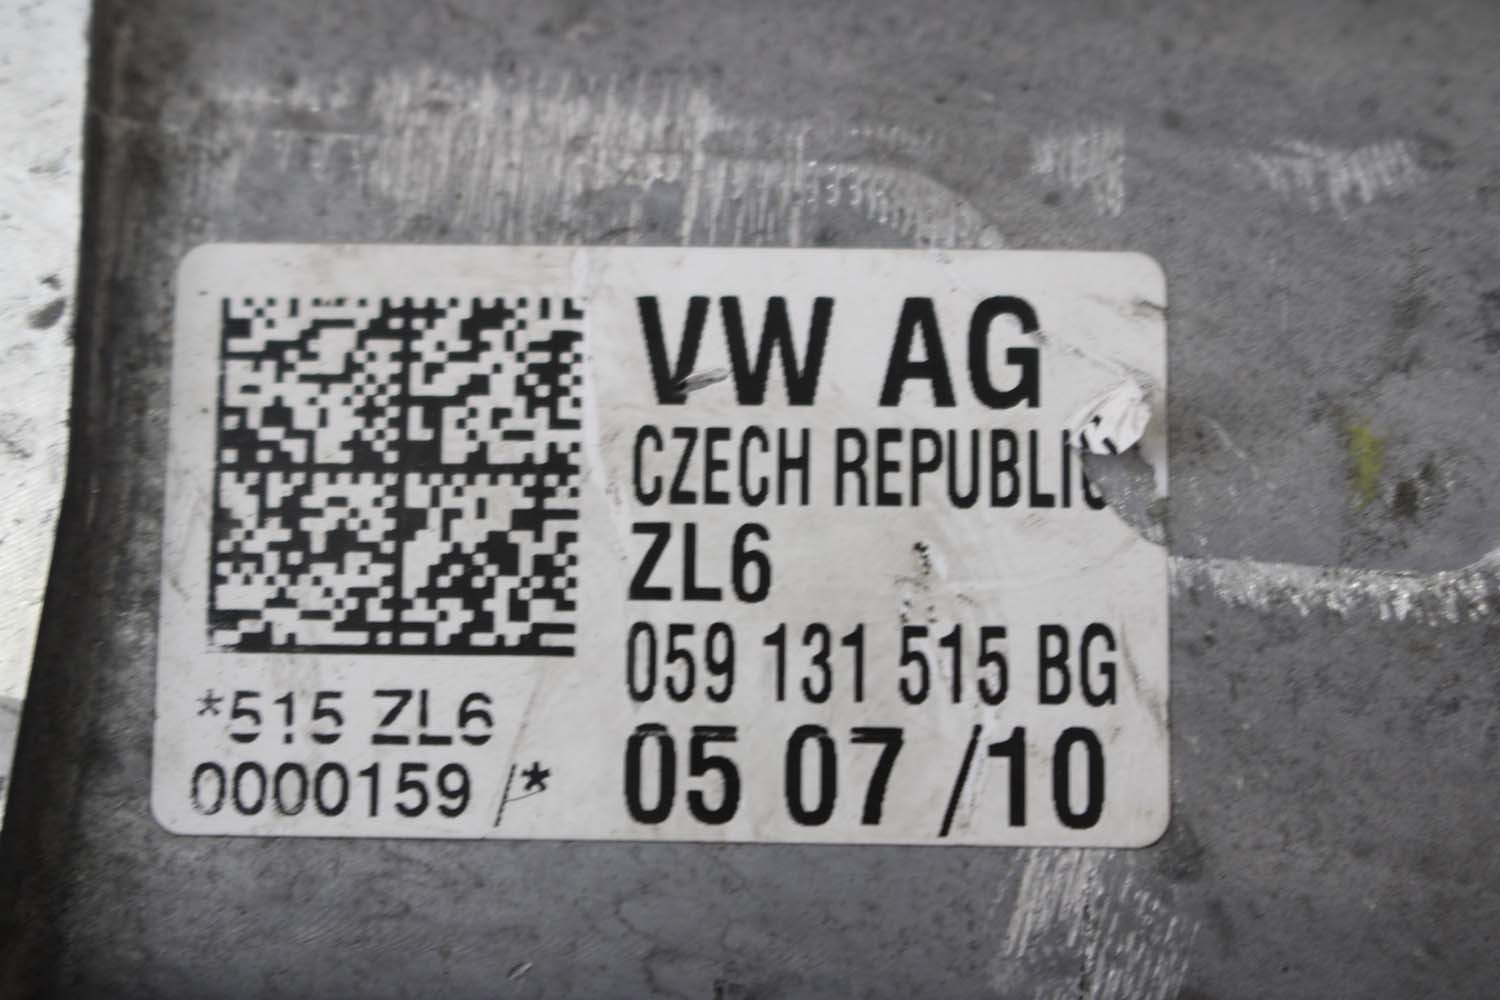 VW AG
CZECH REPUBLIC
ZL6
059 131 515 BG
05 07 /10
*515 ZL6
0000159 /*